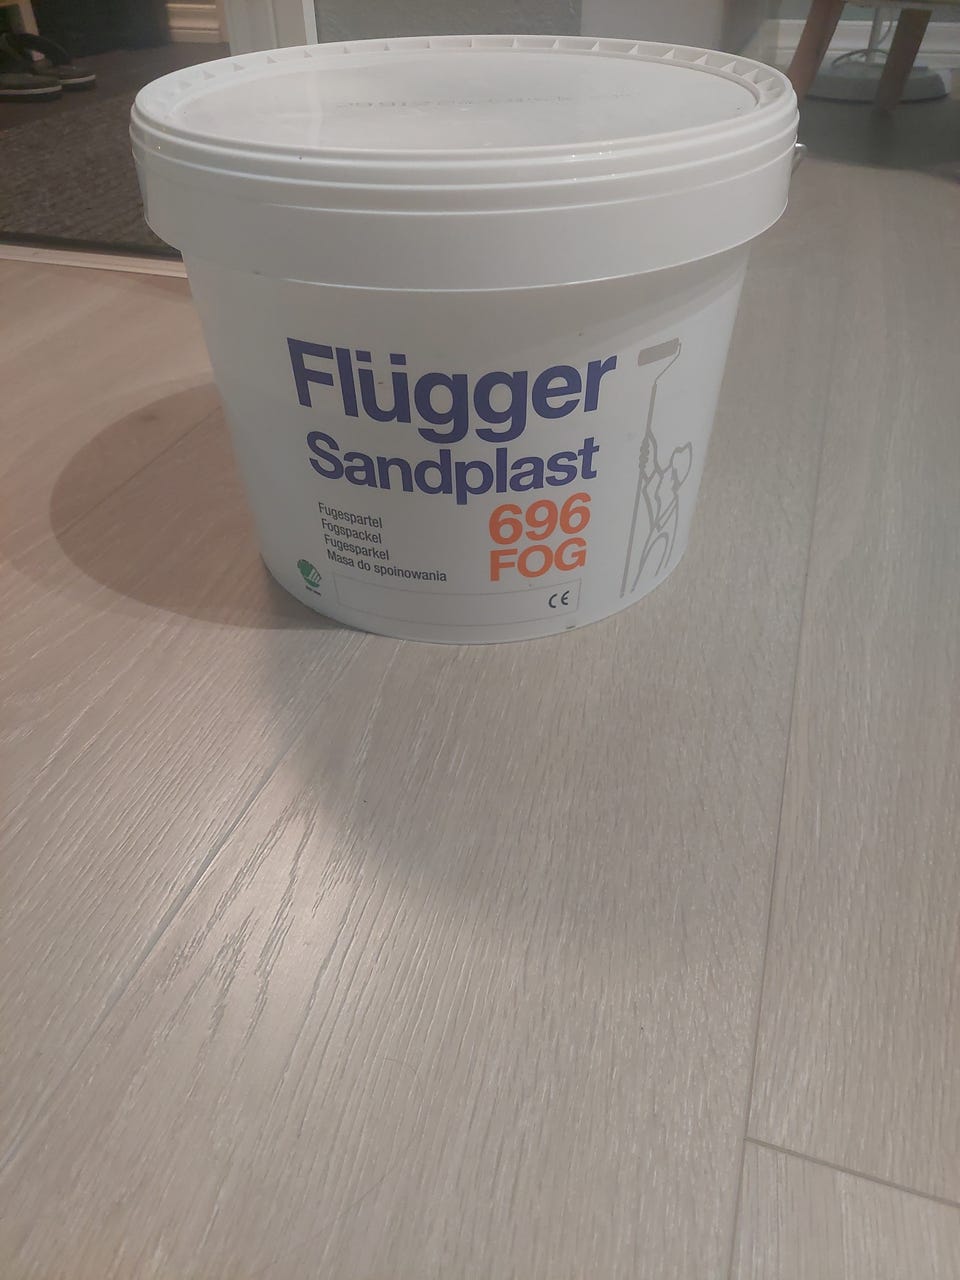 Flügger
Sandplast
696
FOG
Fugespartel
Fogspackel
Fugesparkel
Masa do spoinowania
CE